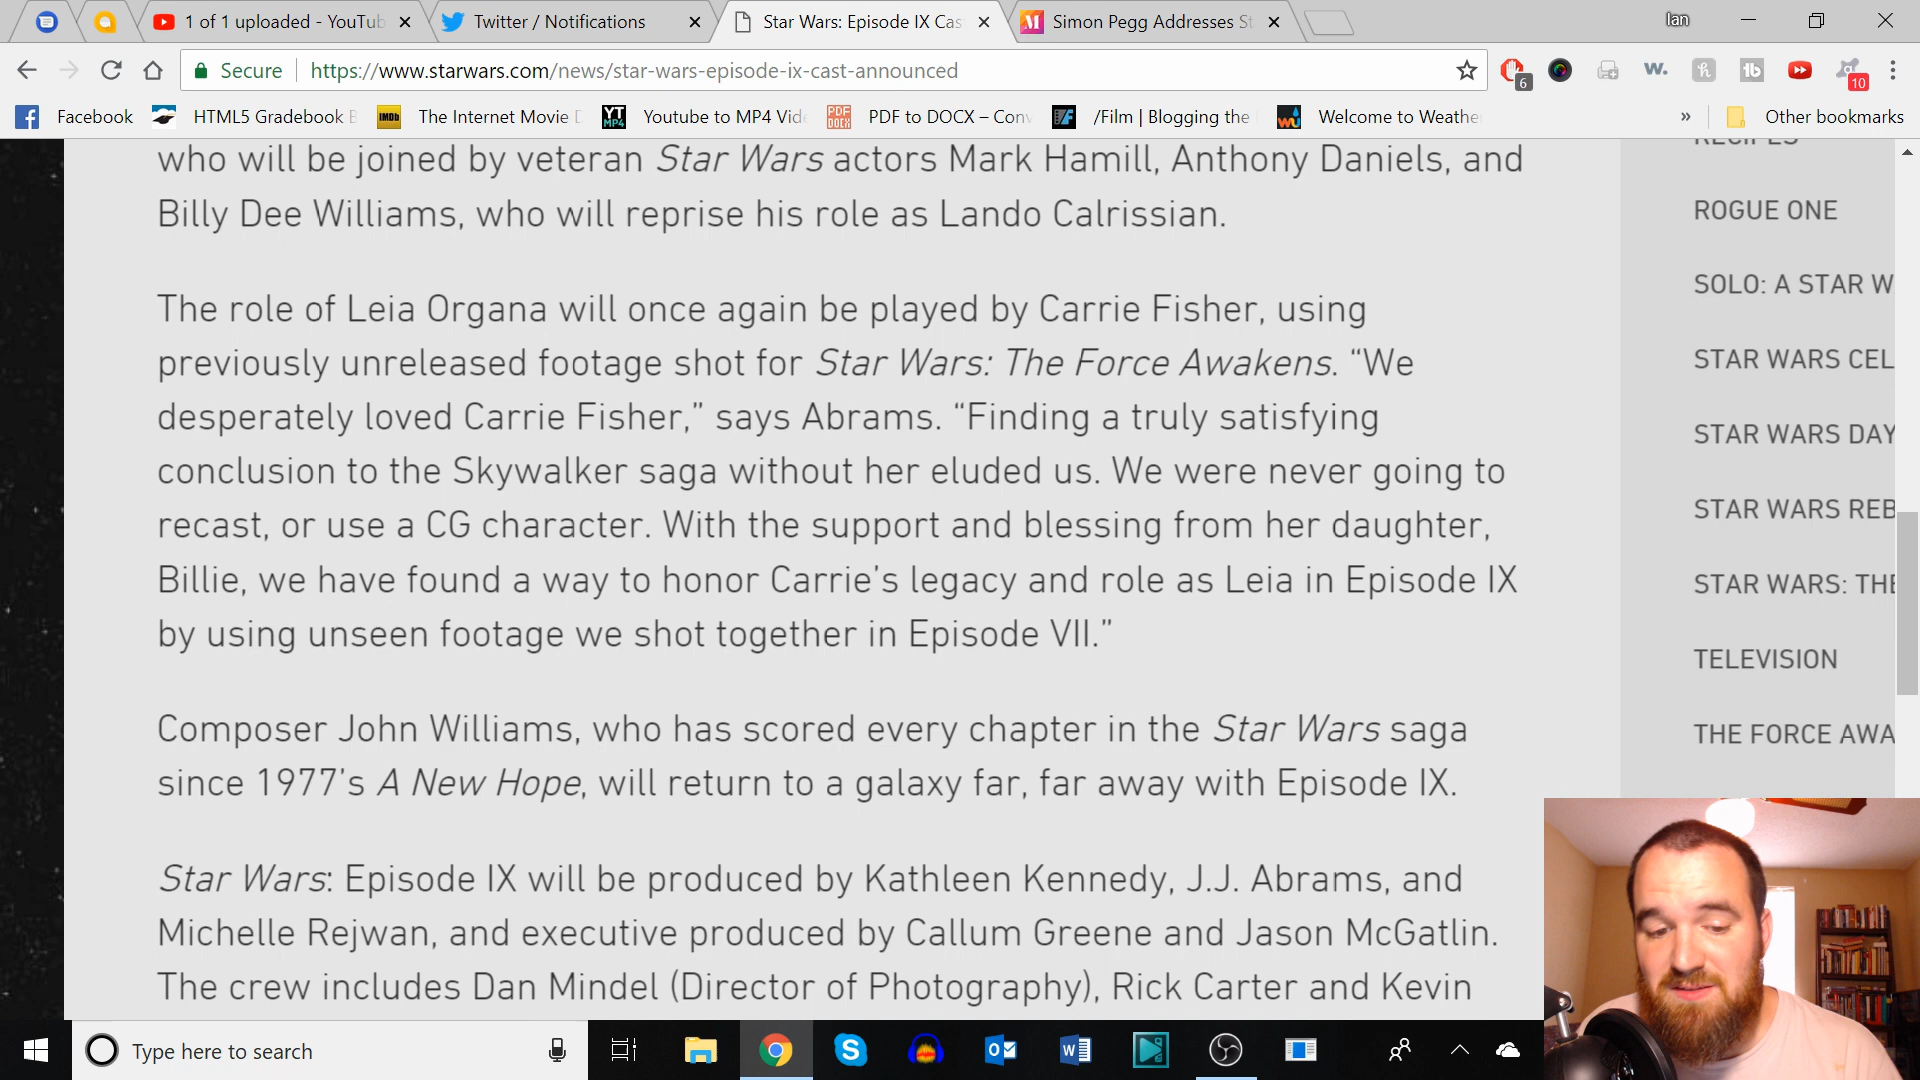 1 of 1 uploaded - YouTub
Twitter / Notifications
Star Wars: Episode IX Cas
Simon Pegg Addresses St
Ian
Secure
https://www.starwars.com/news/star-wars-episode-ix-cast-announced
6
w.
h
tb
10
Facebook
HTML5 Gradebook B
IMDb
The Internet Movie D
YT
MP4
Youtube to MP4 Vide
PDF
DOCX
PDF to DOCX – Conv
/Film | Blogging the
Welcome to Weather
»
Other bookmarks
who will be joined by veteran Star Wars actors Mark Hamill, Anthony Daniels, and
Billy Dee Williams, who will reprise his role as Lando Calrissian.
The role of Leia Organa will once again be played by Carrie Fisher, using
previously unreleased footage shot for Star Wars: The Force Awakens. “We
desperately loved Carrie Fisher,” says Abrams. “Finding a truly satisfying
conclusion to the Skywalker saga without her eluded us. We were never going to
recast, or use a CG character. With the support and blessing from her daughter,
Billie, we have found a way to honor Carrie’s legacy and role as Leia in Episode IX
by using unseen footage we shot together in Episode VII.”
Composer John Williams, who has scored every chapter in the Star Wars saga
since 1977’s A New Hope, will return to a galaxy far, far away with Episode IX.
Star Wars: Episode IX will be produced by Kathleen Kennedy, J.J. Abrams, and
Michelle Rejwan, and executive produced by Callum Greene and Jason McGatlin.
The crew includes Dan Mindel (Director of Photography), Rick Carter and Kevin
RECIPES
ROGUE ONE
SOLO: A STAR W
STAR WARS CEL
STAR WARS DAY
STAR WARS REB
STAR WARS: THE
TELEVISION
THE FORCE AWA
Type here to search